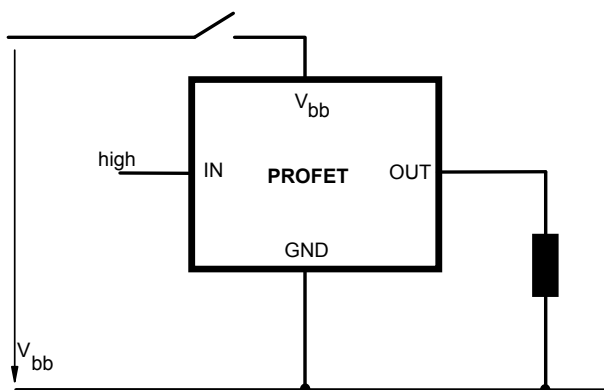 Vbb
high
IN
PROFET
OUT
GND
Vbb